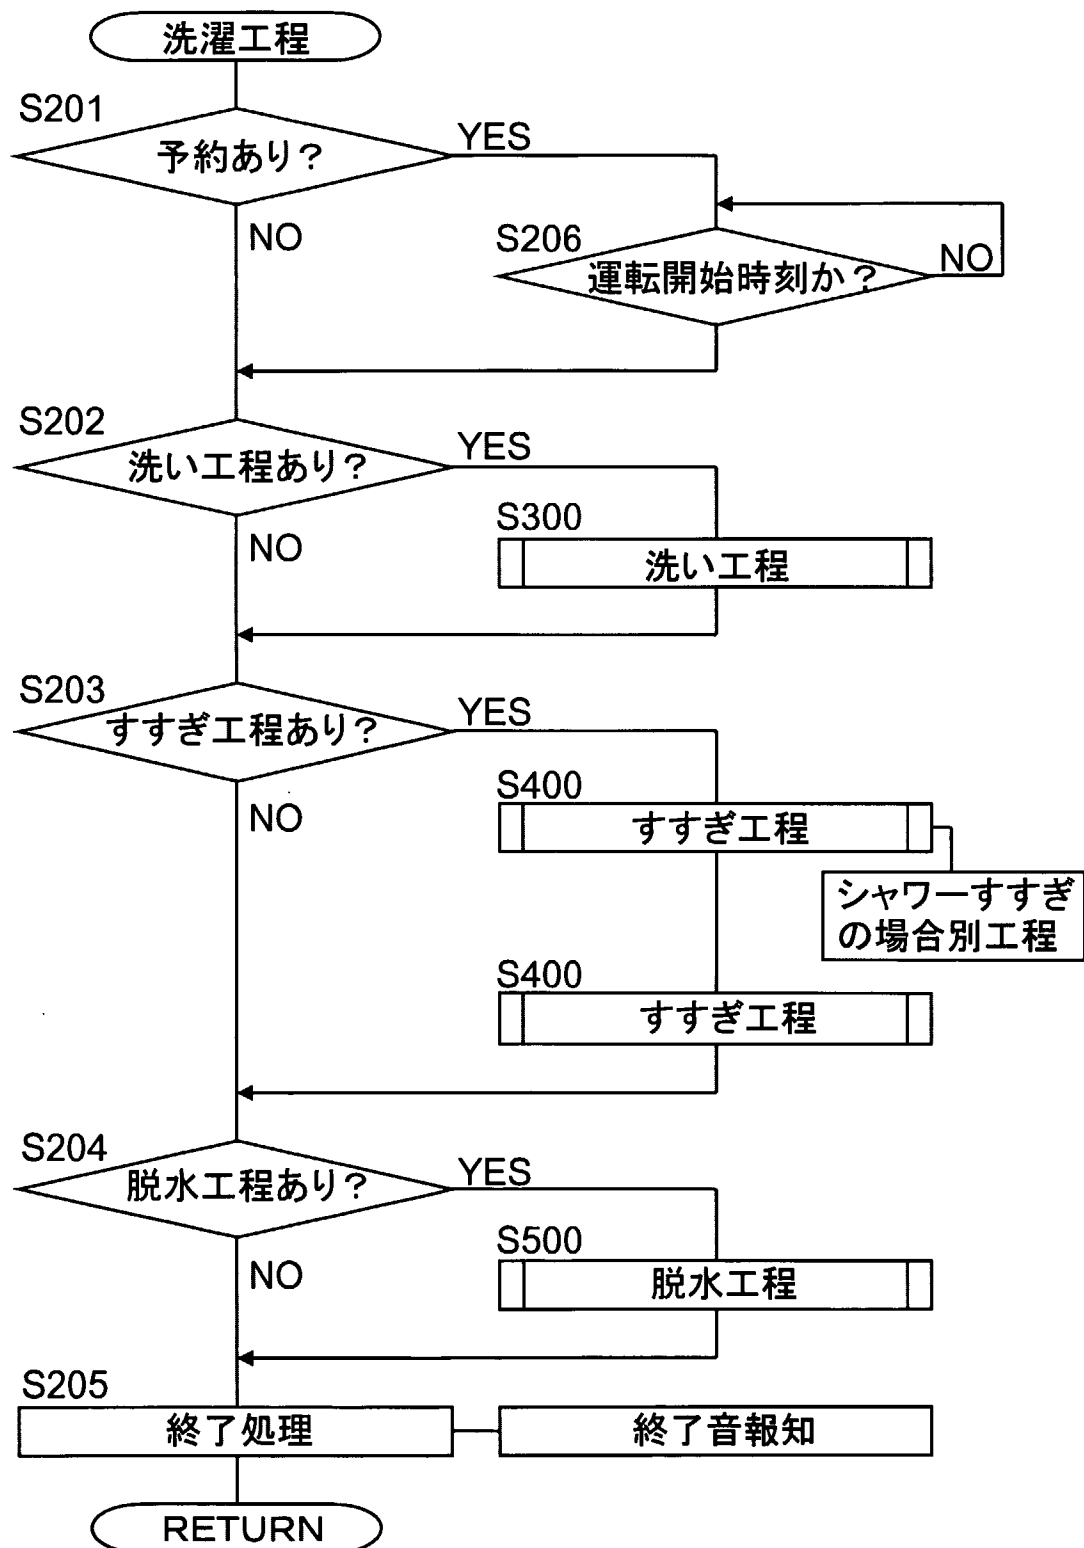 洗濯工程
S201
予約あり?
YES
NO
S206
運転開始時刻か?
NO
S202
洗い工程あり?
YES
NO
S300
洗い工程
S203
すすぎ工程あり?
YES
NO
S400
すすぎ工程
シャワーすすぎ
の場合別工程
S400
すすぎ工程
S204
脱水工程あり?
YES
NO
S500
脱水工程
S205
終了処理
終了音報知
RETURN